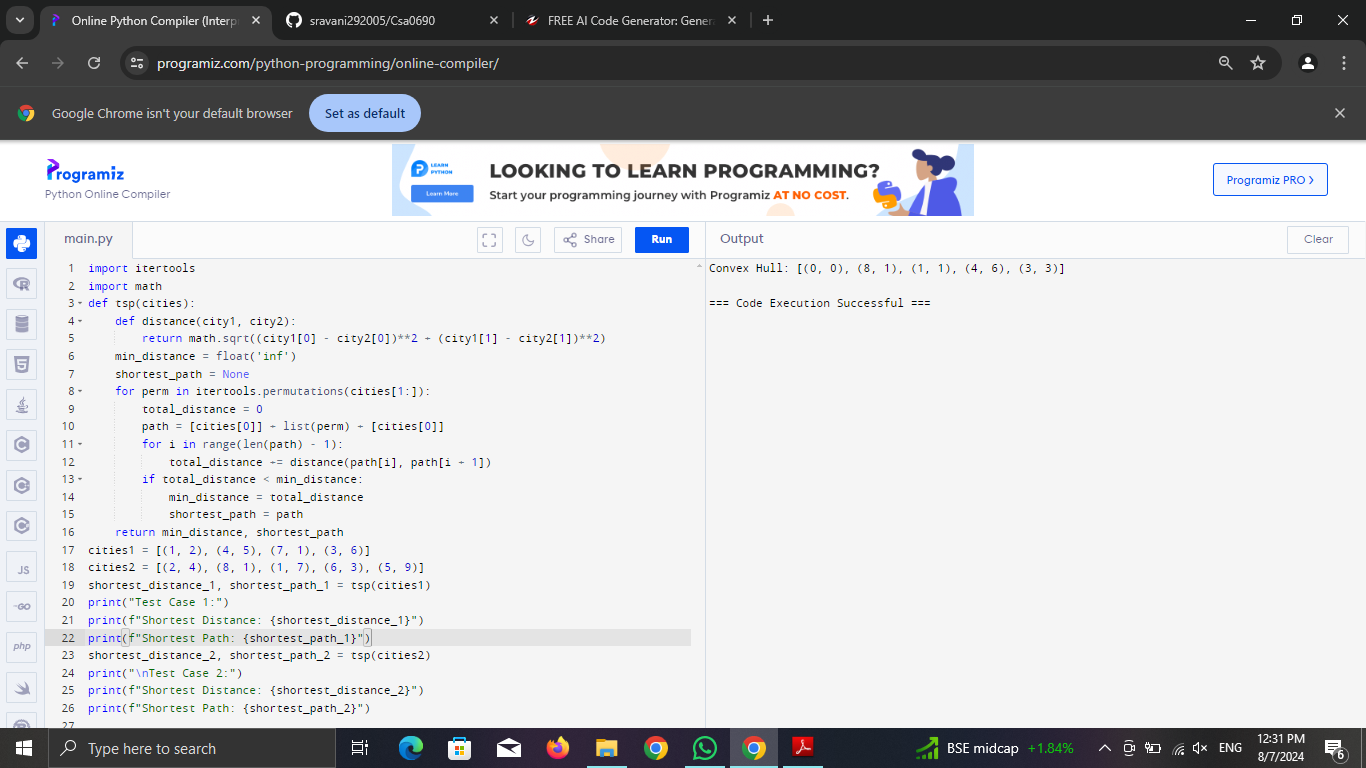 Online Python Compiler (Interp
sravani292005/Csa0690
FREE AI Code Generator: Genera
programiz.com/python-programming/online-compiler/
Google Chrome isn't your default browser
Set as default
Programiz
Python Online Compiler
LEARN PYTHON
Learn More
LOOKING TO LEARN PROGRAMMING?
Start your programming journey with Programiz AT NO COST.
Programiz PRO >
main.py
Share
Run
Output
Clear
1 import itertools
2 import math
3 def tsp(cities):
4     def distance(city1, city2):
5         return math.sqrt((city1[0] - city2[0])**2 + (city1[1] - city2[1])**2)
6     min_distance = float('inf')
7     shortest_path = None
8     for perm in itertools.permutations(cities[1:]):
9         total_distance = 0
10         path = [cities[0]] + list(perm) + [cities[0]]
11         for i in range(len(path) - 1):
12             total_distance += distance(path[i], path[i + 1])
13         if total_distance < min_distance:
14             min_distance = total_distance
15             shortest_path = path
16     return min_distance, shortest_path
17 cities1 = [(1, 2), (4, 5), (7, 1), (3, 6)]
18 cities2 = [(2, 4), (8, 1), (1, 7), (6, 3), (5, 9)]
19 shortest_distance_1, shortest_path_1 = tsp(cities1)
20 print("Test Case 1:")
21 print(f"Shortest Distance: {shortest_distance_1}")
22 print(f"Shortest Path: {shortest_path_1}")
23 shortest_distance_2, shortest_path_2 = tsp(cities2)
24 print("\nTest Case 2:")
25 print(f"Shortest Distance: {shortest_distance_2}")
26 print(f"Shortest Path: {shortest_path_2}")
27
Convex Hull: [(0, 0), (8, 1), (1, 1), (4, 6), (3, 3)]
=== Code Execution Successful ===
JS
GO
php
Type here to search
BSE midcap +1.84%
ENG
12:31 PM
8/7/2024
6